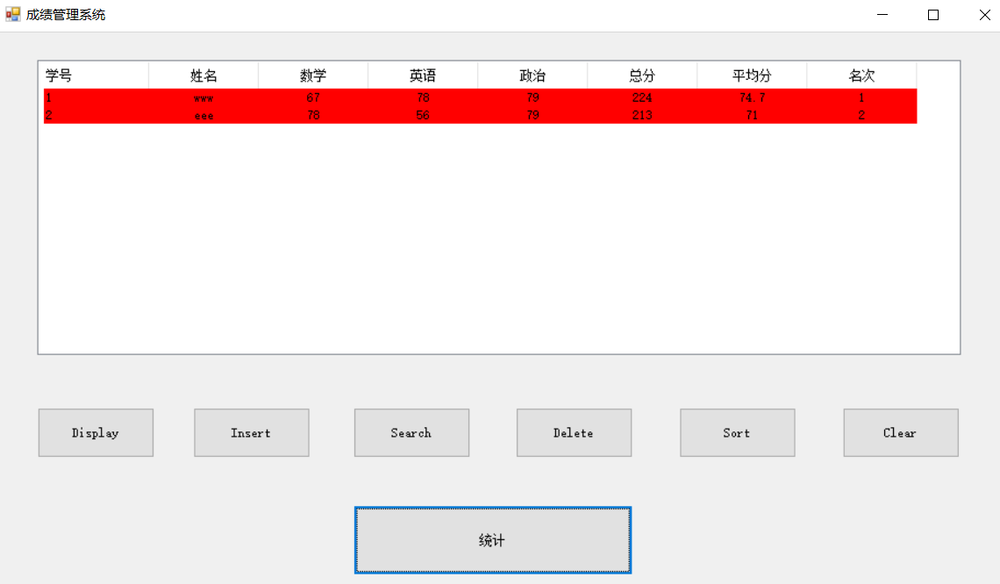 成绩管理系统
学号 姓名 数学 英语 政治 总分 平均分 名次
1 www 67 78 79 224 74.7 1
2 eee 78 56 79 213 71 2
Display Insert Search Delete Sort Clear
统计